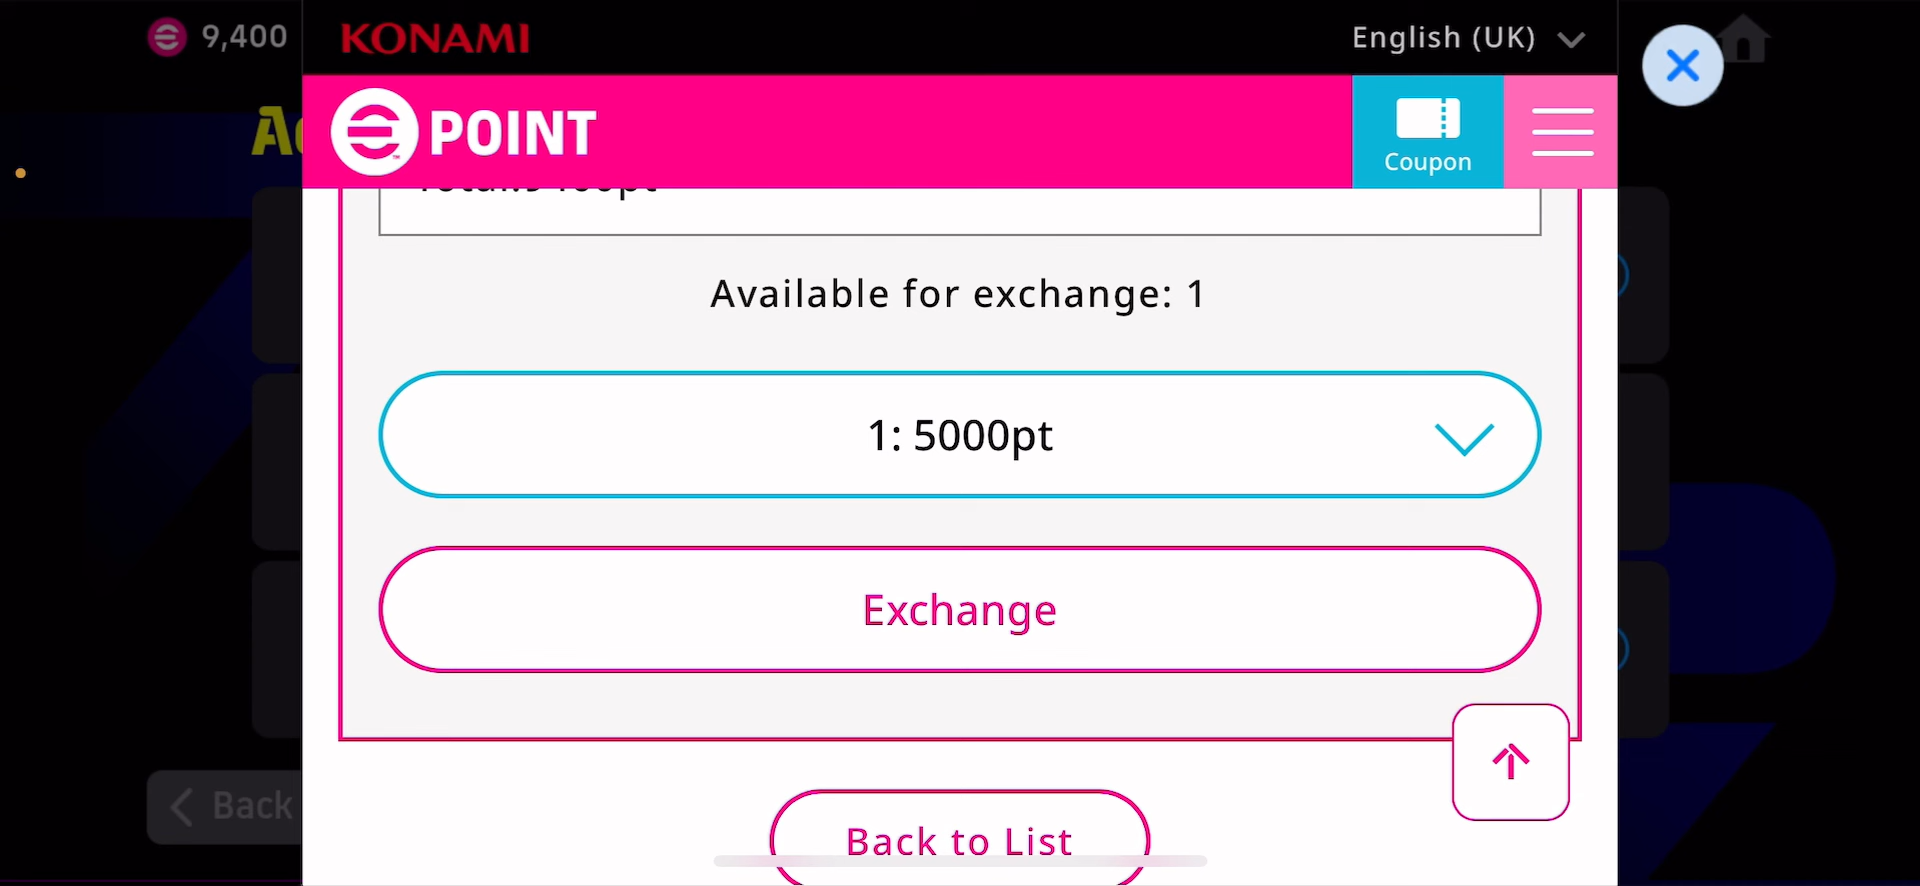 9,400
KONAMI
English (UK)
POINT
Coupon
Available for exchange: 1
1: 5000pt
Exchange
Back
Back to List